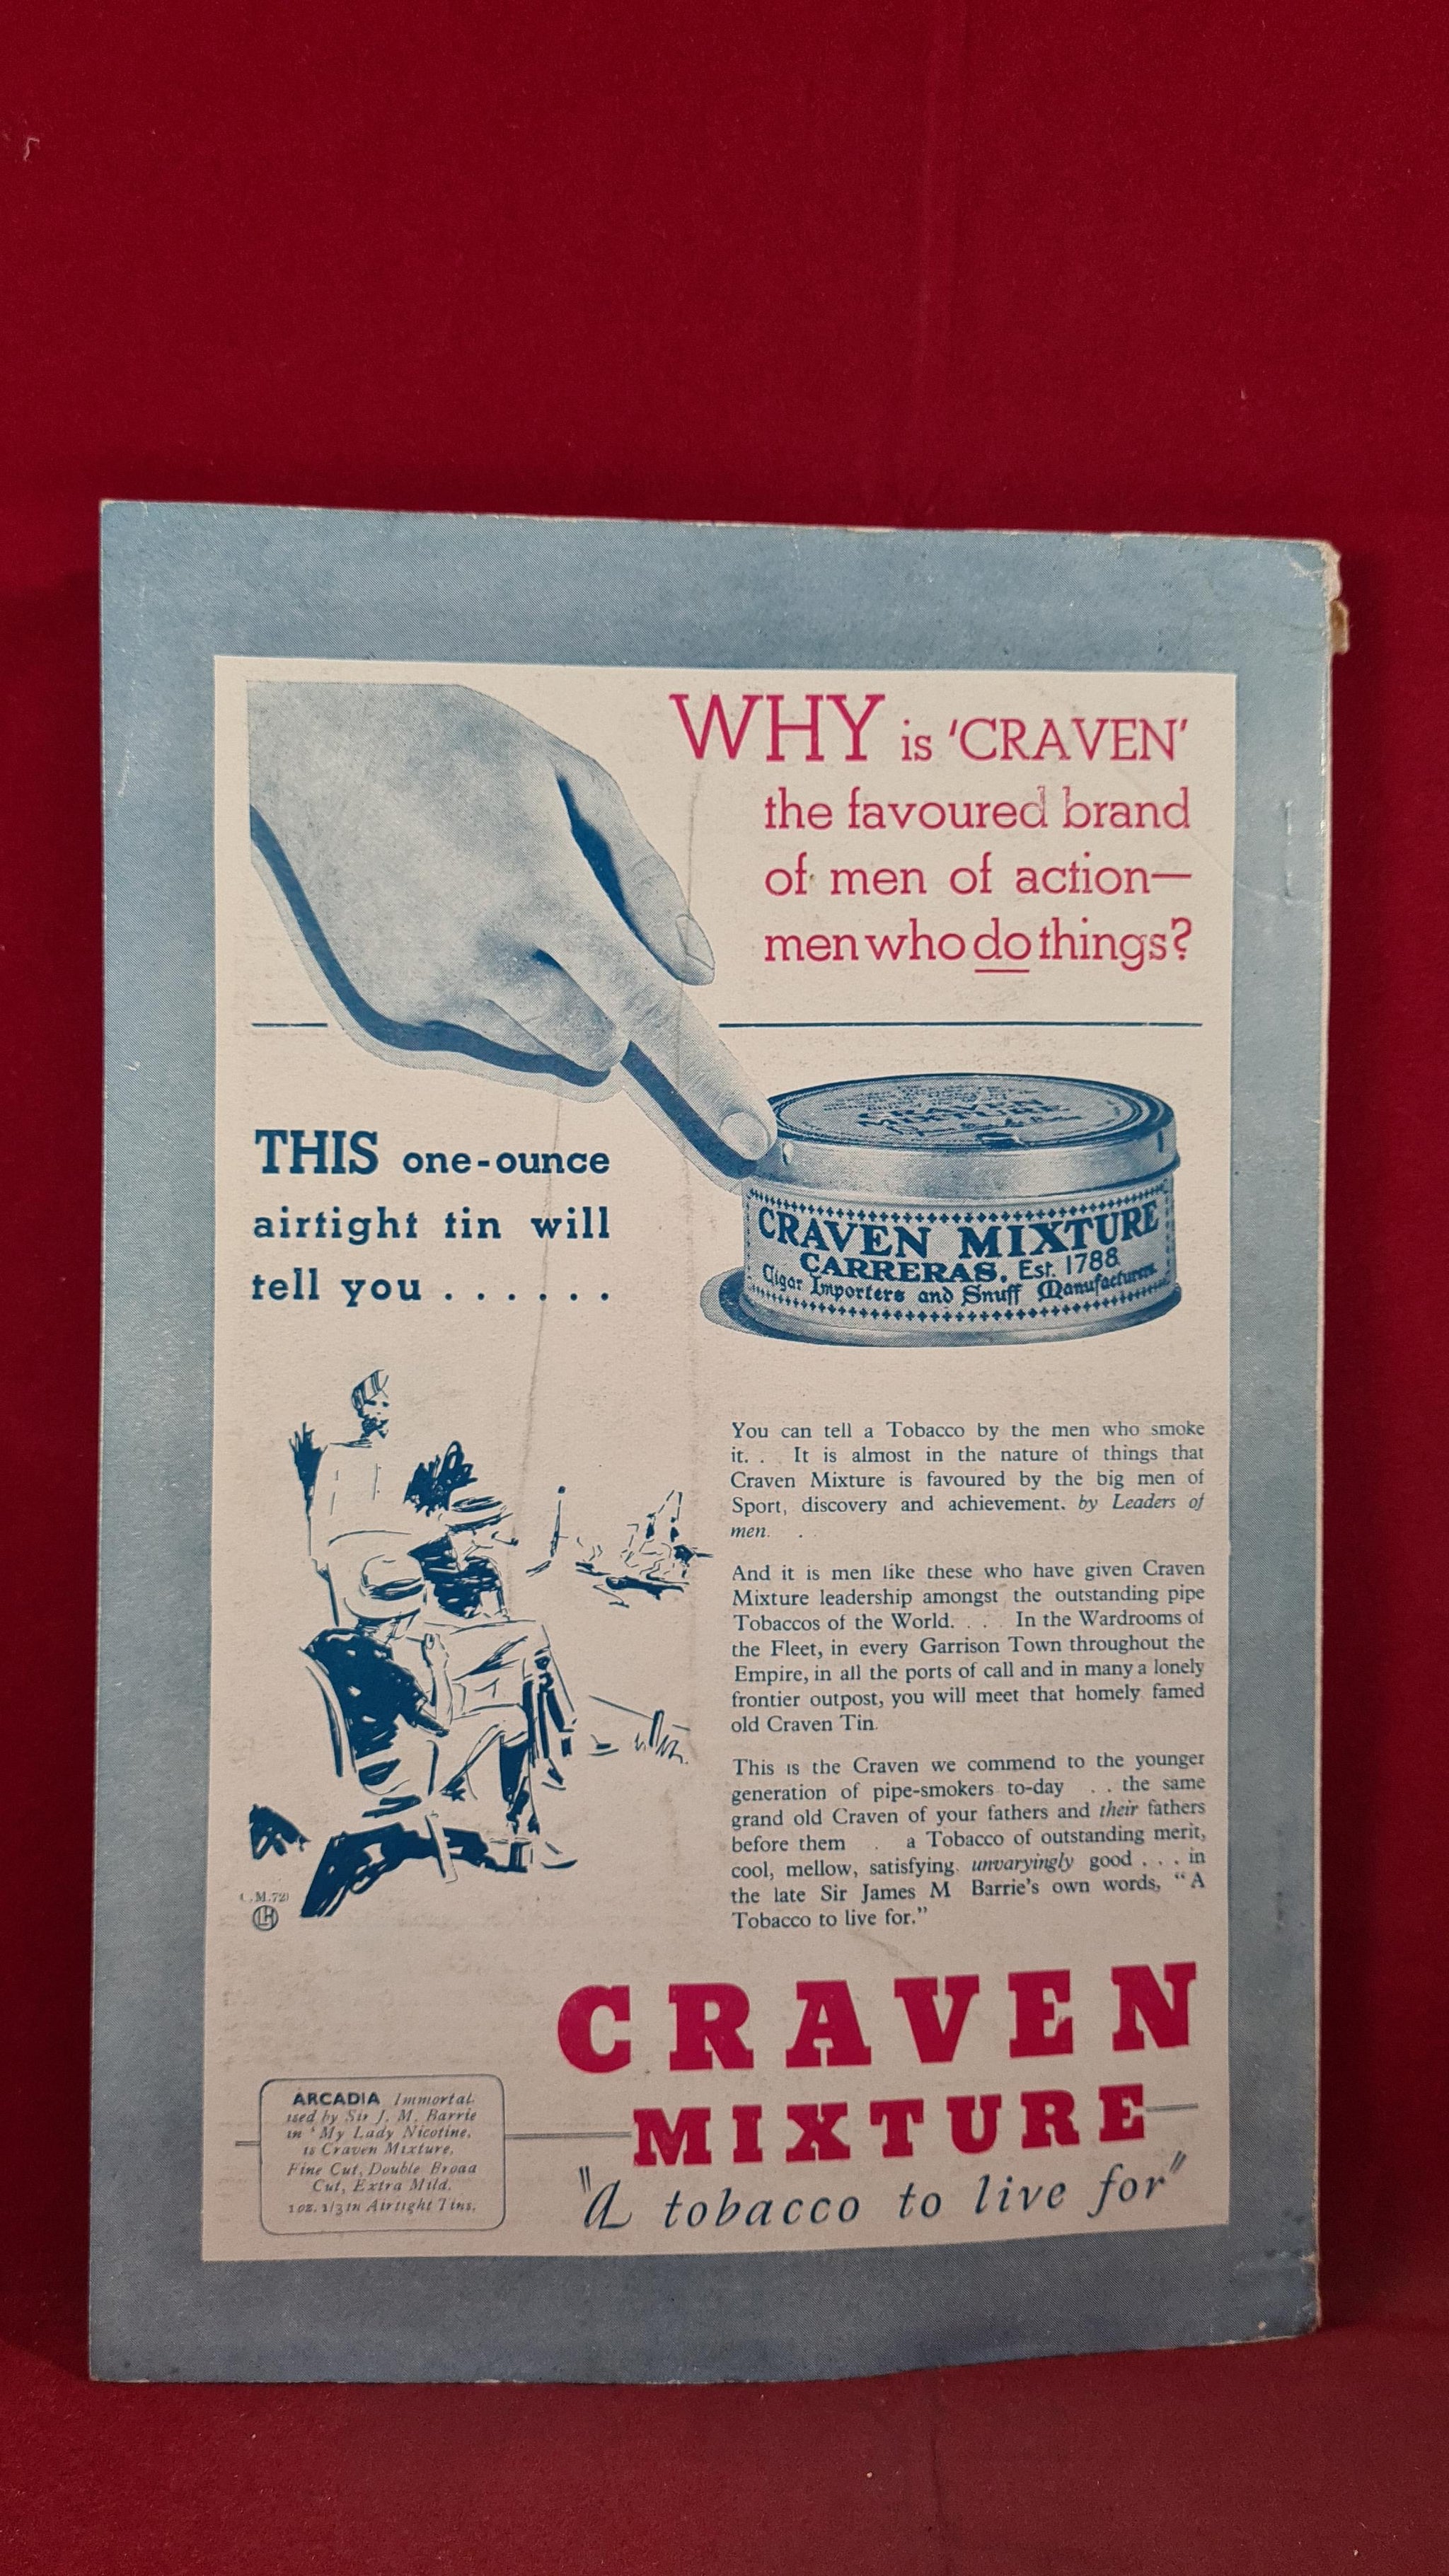 WHY is 'CRAVEN'
the favoured brand
of men of action—
men who do things?
THIS one-ounce
airtight tin will
tell you . . . . . .
CRAVEN
MIXTURE
CRAVEN MIXTURE
CARRERAS. Est. 1788
Cigar Importers and Snuff Manufacturers.
You can tell a Tobacco by the men who smoke
it. . It is almost in the nature of things that
Craven Mixture is favoured by the big men of
Sport, discovery and achievement. by Leaders of
men. .
And it is men like these who have given Craven
Mixture leadership amongst the outstanding pipe
Tobaccos of the World. . . . In the Wardrooms of
the Fleet, in every Garrison Town throughout the
Empire, in all the ports of call and in many a lonely
frontier outpost, you will meet that homely famed
old Craven Tin.
This is the Craven we commend to the younger
generation of pipe-smokers to-day . . the same
grand old Craven of your fathers and their fathers
before them . a Tobacco of outstanding merit,
cool, mellow, satisfying. unvaryingly good . . . in
the late Sir James M Barrie's own words, "A
Tobacco to live for."
C.M.72)
LH
CRAVEN
MIXTURE
"A tobacco to live for"
ARCADIA Immortal-
ised by Sir J. M. Barrie
in 'My Lady Nicotine.
is Craven Mixture.
Fine Cut, Double Broad
Cut, Extra Mild.
1 oz. 1/3 in Airtight Tins.